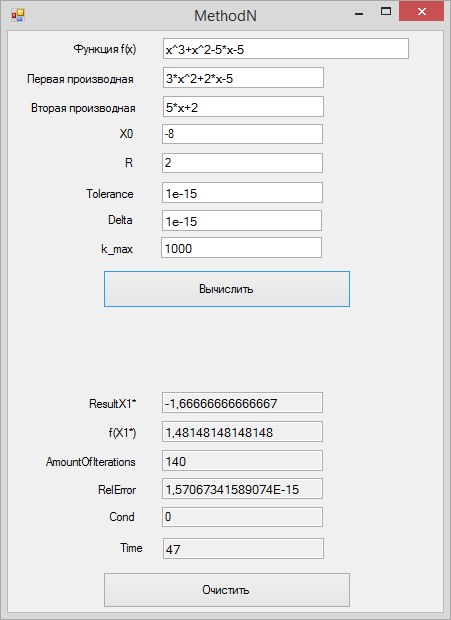 MethodN
Функция f(x) x^3+x^2-5*x-5
Первая производная 3*x^2+2*x-5
Вторая производная 5*x+2
X0 -8
R 2
Tolerance 1e-15
Delta 1e-15
k_max 1000
Вычислить
ResultX1* -1,66666666666667
f(X1*) 1,48148148148148
AmountOfIterations 140
RelError 1,57067341589074E-15
Cond 0
Time 47
Очистить